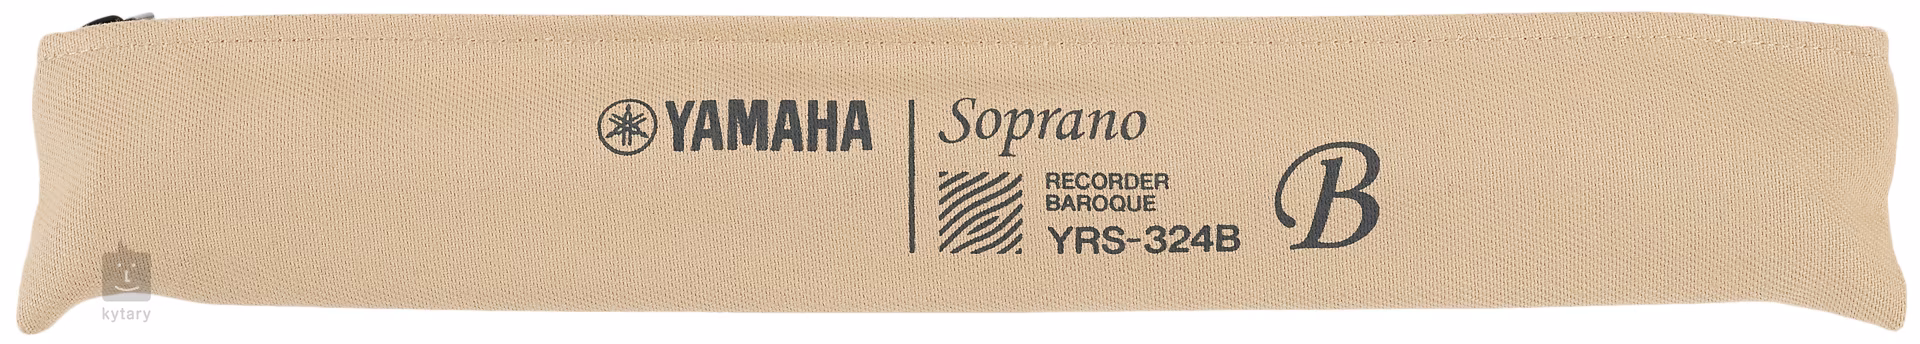 YAMAHA
Soprano
RECORDER
BAROQUE
YRS-324B
B
kytary